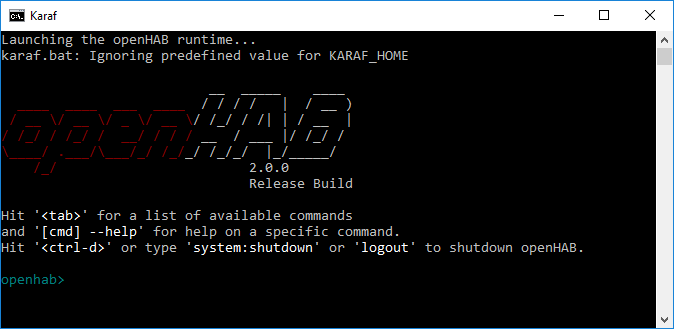 Karaf
Launching the openHAB runtime...
karaf.bat: Ignoring predefined value for KARAF_HOME
openHAB
2.0.0
Release Build
Hit '<tab>' for a list of available commands
and '[cmd] --help' for help on a specific command.
Hit '<ctrl-d>' or type 'system:shutdown' or 'logout' to shutdown openHAB.
openhab>